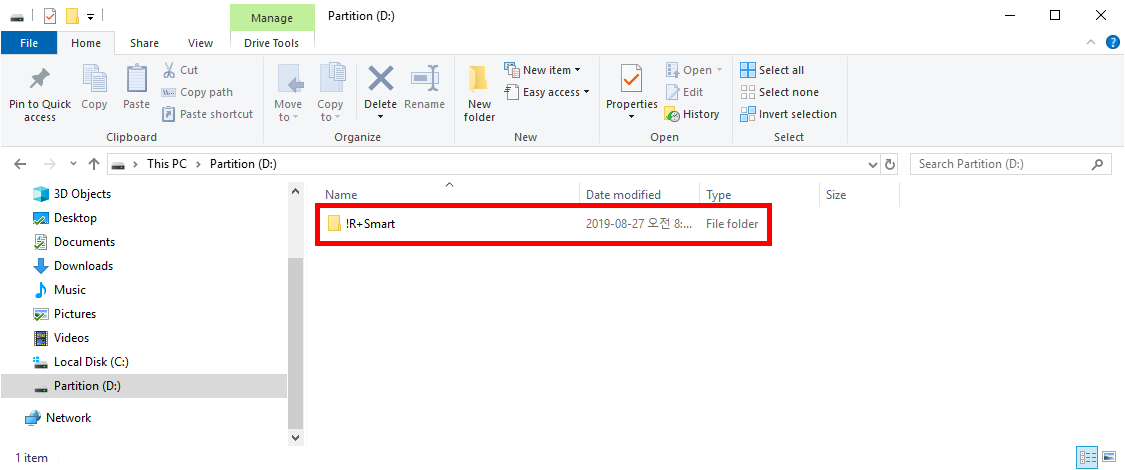 Manage
Partition (D:)
File
Home
Share
View
Drive Tools
Pin to Quick access
Copy
Paste
Cut
Copy path
Paste shortcut
Clipboard
Move to
Copy to
Delete
Rename
Organize
New folder
New item
Easy access
New
Properties
Open
Edit
History
Open
Select all
Select none
Invert selection
Select
This PC
Partition (D:)
Search Partition (D:)
3D Objects
Desktop
Documents
Downloads
Music
Pictures
Videos
Local Disk (C:)
Partition (D:)
Network
Name
Date modified
Type
Size
!R+Smart
2019-08-27 오전 8:...
File folder
1 item